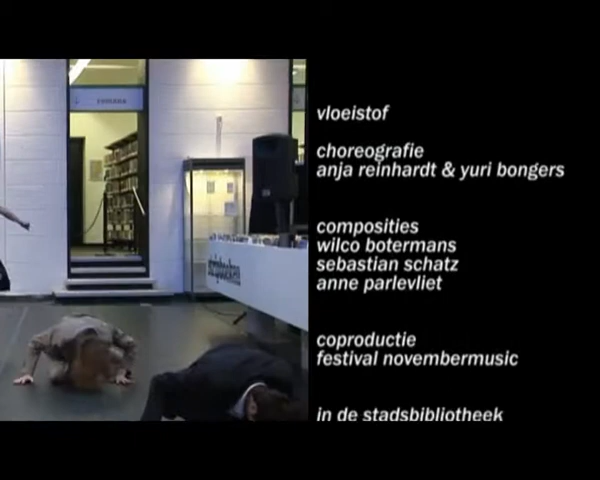 stripboeken
vloeistof
choreografie
anja reinhardt & yuri bongers
composities
wilco botermans
sebastian schatz
anne parlevliet
coproductie
festival novembermusic
in de stadsbibliotheek